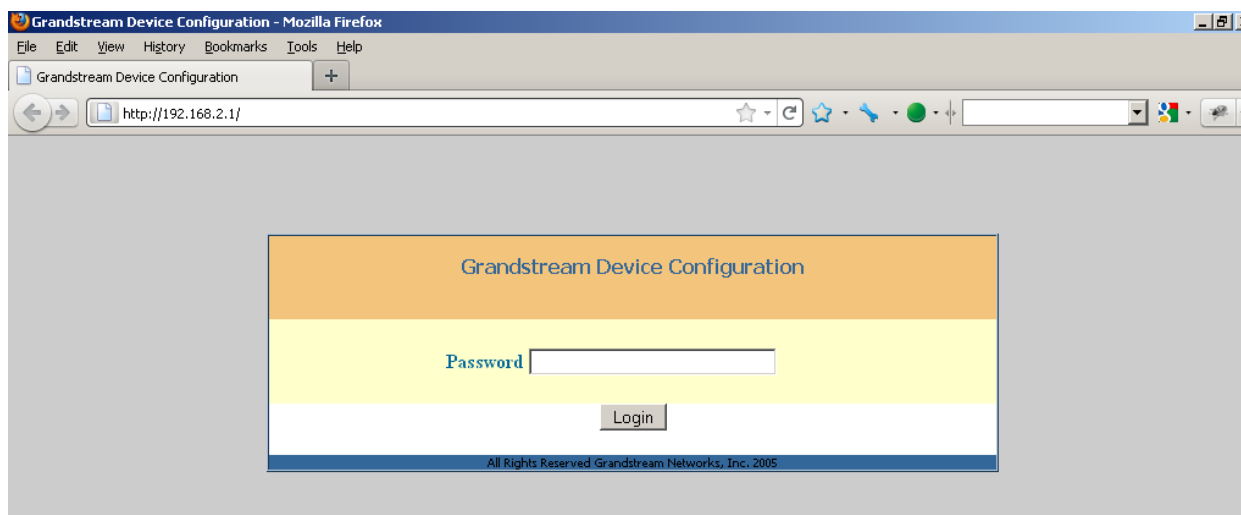 Grandstream Device Configuration - Mozilla Firefox
File Edit View History Bookmarks Tools Help
Grandstream Device Configuration
http://192.168.2.1/
Grandstream Device Configuration
Password
Login
All Rights Reserved Grandstream Networks, Inc. 2005